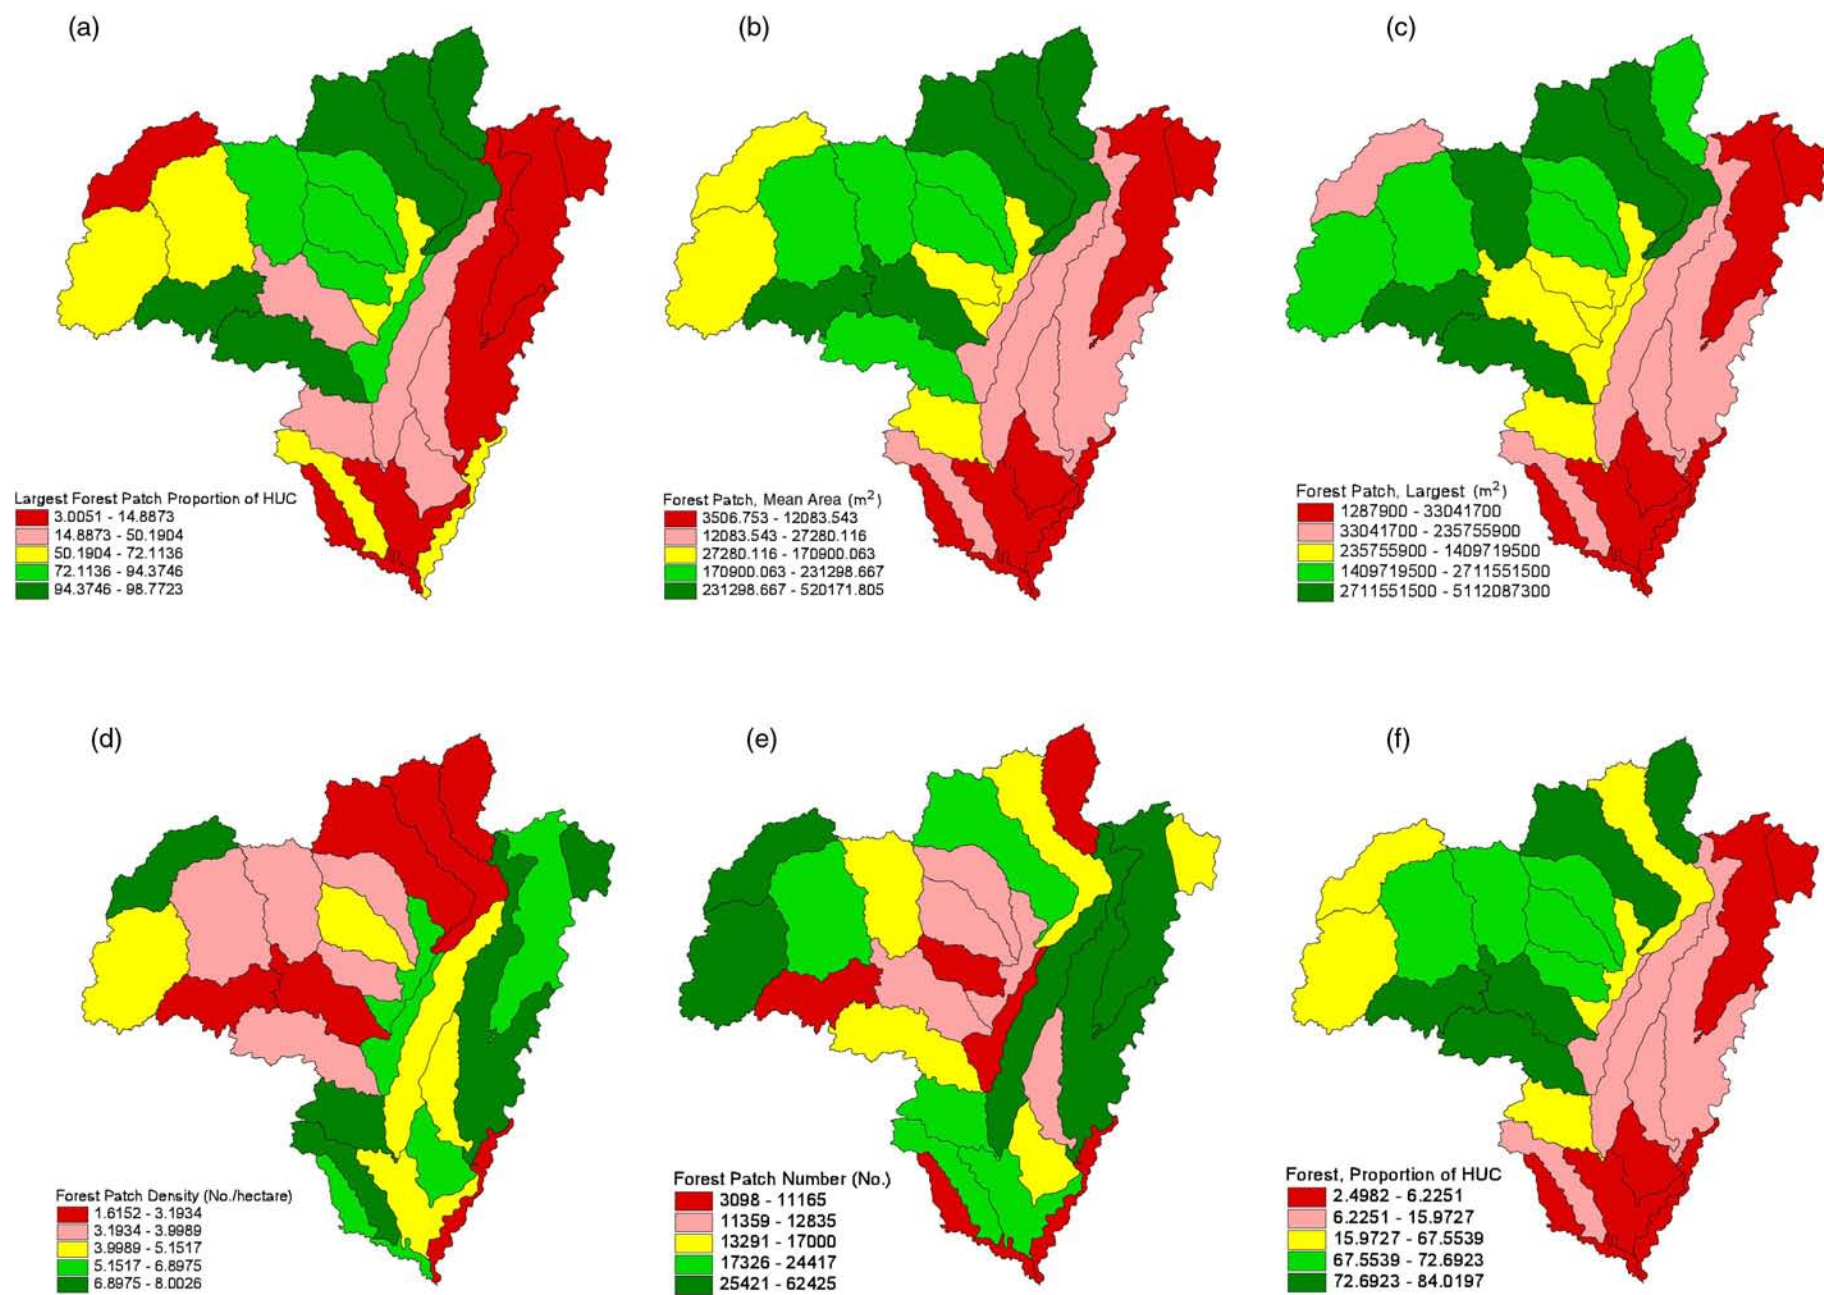 (a)
(b)
(c)
Largest Forest Patch Proportion of HUC
3.0051 - 14.8873
14.8873 - 50.1904
50.1904 - 72.1136
72.1136 - 94.3746
94.3746 - 98.7723
Forest Patch, Mean Area (m²)
3506.753 - 12083.543
12083.543 - 27280.116
27280.116 - 170900.063
170900.063 - 231298.667
231298.667 - 520171.805
Forest Patch, Largest (m²)
1287900 - 33041700
33041700 - 235755900
235755900 - 1409719500
1409719500 - 2711551500
2711551500 - 5112087300
(d)
(e)
(f)
Forest Patch Density (No./hectare)
1.6152 - 3.1934
3.1934 - 3.9989
3.9989 - 5.1517
5.1517 - 6.8975
6.8975 - 8.0026
Forest Patch Number (No.)
3098 - 11165
11359 - 12835
13291 - 17000
17326 - 24417
25421 - 62425
Forest, Proportion of HUC
2.4982 - 6.2251
6.2251 - 15.9727
15.9727 - 67.5539
67.5539 - 72.6923
72.6923 - 84.0197